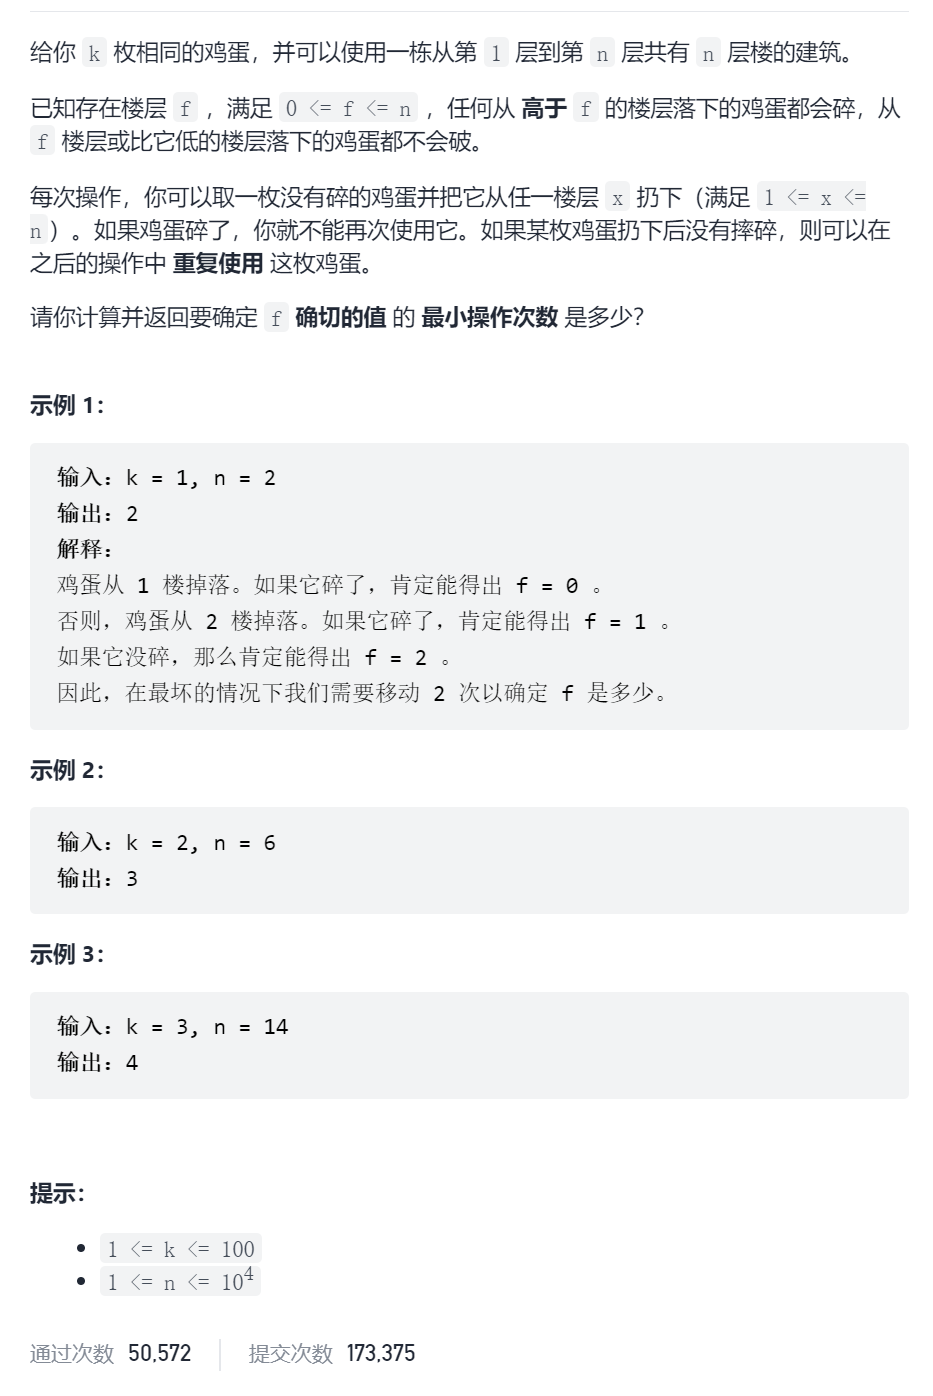 给你 k 枚相同的鸡蛋，并可以使用一栋从第 1 层到第 n 层共有 n 层楼的建筑。
已知存在楼层 f ，满足 0 <= f <= n ，任何从 高于 f 的楼层落下的鸡蛋都会碎，从
f 楼层或比它低的楼层落下的鸡蛋都不会破。
每次操作，你可以取一枚没有碎的鸡蛋并把它从任一楼层 x 扔下（满足 1 <= x <=
n）。如果鸡蛋碎了，你就不能再次使用它。如果某枚鸡蛋扔下后没有摔碎，则可以在
之后的操作中 重复使用 这枚鸡蛋。
请你计算并返回要确定 f 确切的值 的 最小操作次数 是多少？
示例 1：
输入：k = 1, n = 2
输出：2
解释：
鸡蛋从 1 楼掉落。如果它碎了，肯定能得出 f = 0 。
否则，鸡蛋从 2 楼掉落。如果它碎了，肯定能得出 f = 1 。
如果它没碎，那么肯定能得出 f = 2 。
因此，在最坏的情况下我们需要移动 2 次以确定 f 是多少。
示例 2：
输入：k = 2, n = 6
输出：3
示例 3：
输入：k = 3, n = 14
输出：4
提示：
• 1 <= k <= 100
• 1 <= n <= 10⁴
通过次数 50,572 提交次数 173,375